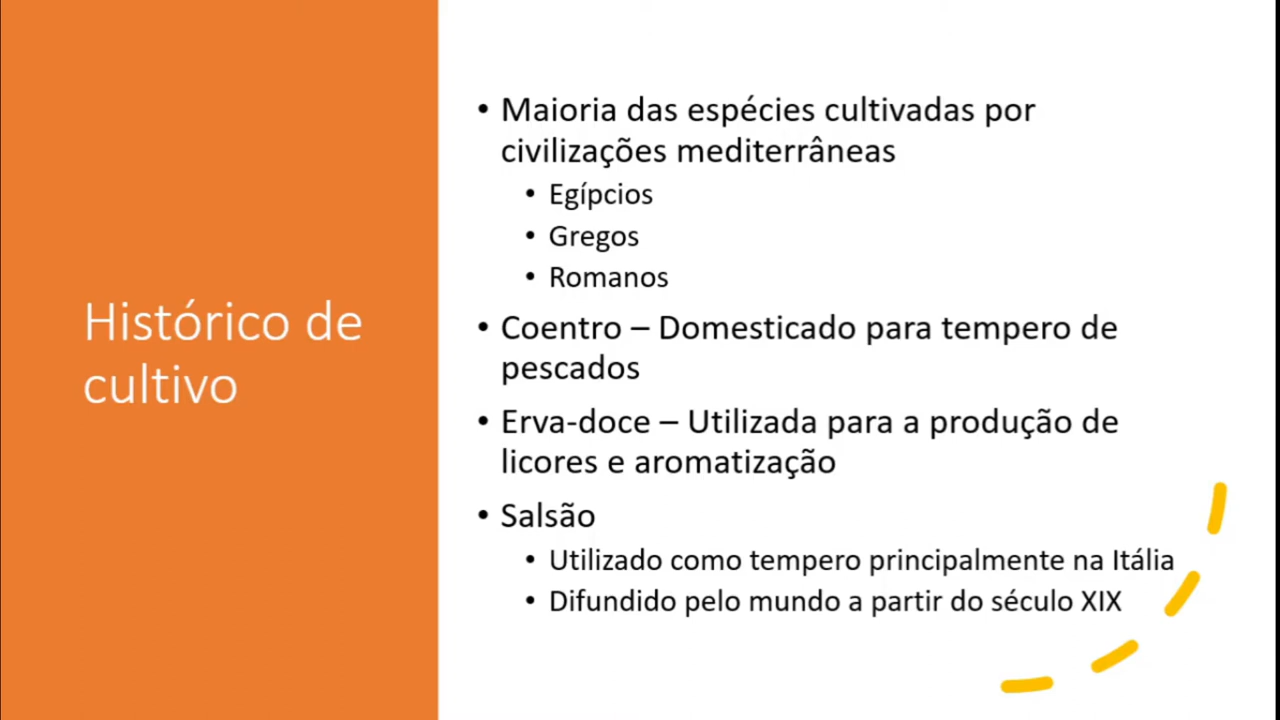 Histórico de
cultivo
• Maioria das espécies cultivadas por
civilizações mediterrâneas
• Egípcios
• Gregos
• Romanos
• Coentro – Domesticado para tempero de
pescados
• Erva-doce – Utilizada para a produção de
licores e aromatização
• Salsão
• Utilizado como tempero principalmente na Itália
• Difundido pelo mundo a partir do século XIX